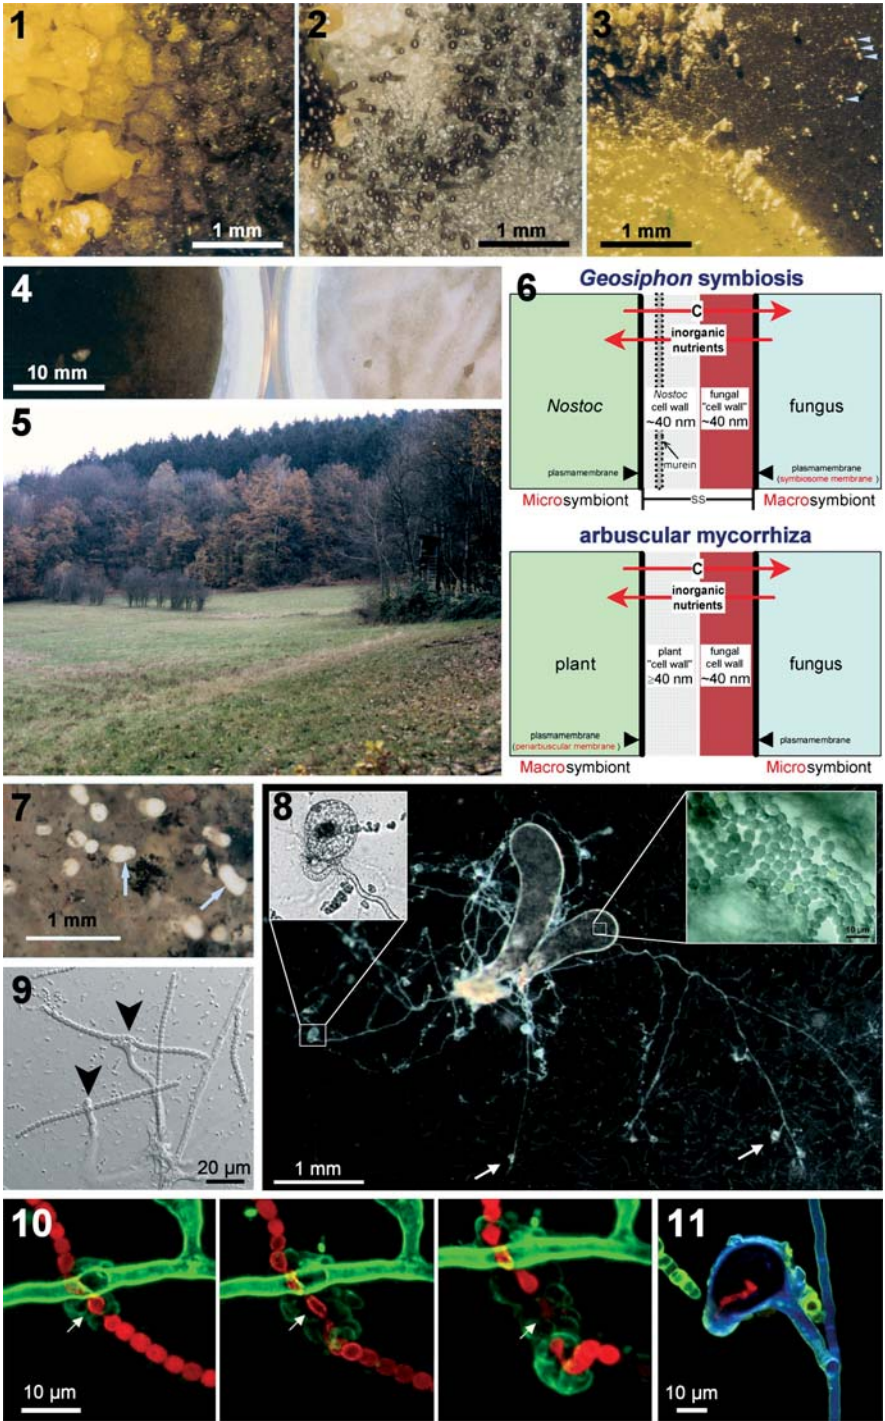 1
1 mm
2
1 mm
3
1 mm
4
10 mm
5
6
Geosiphon symbiosis
C
inorganic
nutrients
Nostoc
Nostoc
cell wall
~40 nm
fungal
"cell wall"
~40 nm
fungus
murein
plasmamembrane
plasmamembrane
(symbiosome membrane )
Microsymbiont
SS
Macrosymbiont
arbuscular mycorrhiza
C
inorganic
nutrients
plant
plant
"cell wall"
≥40 nm
fungal
cell wall
~40 nm
fungus
plasmamembrane
(periarbuscular membrane )
plasmamembrane
Macrosymbiont
Microsymbiont
7
1 mm
8
10 µm
1 mm
9
20 µm
10
10 µm
11
10 µm